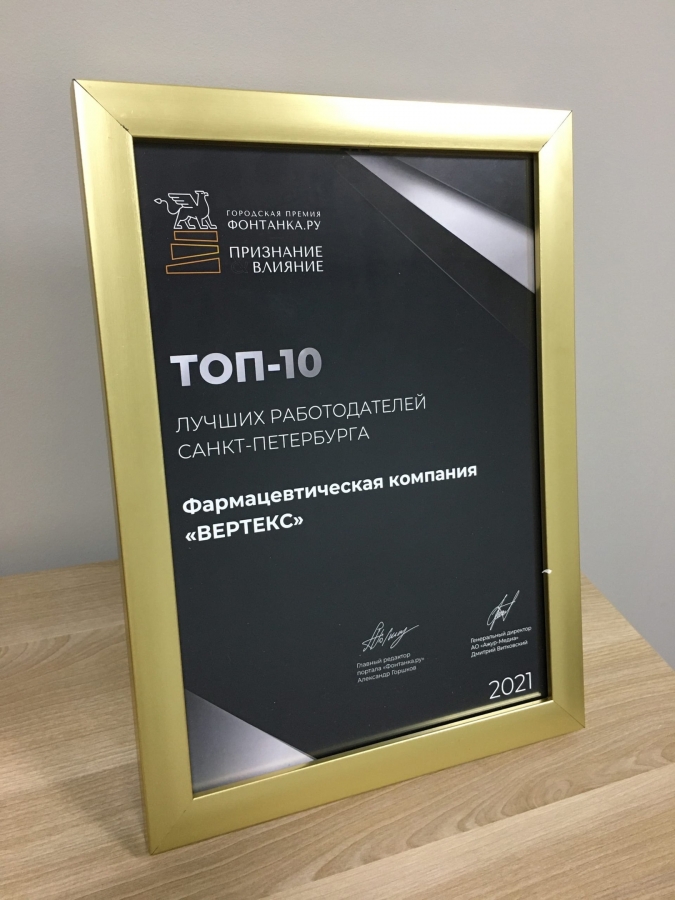 ГОРОДСКАЯ ПРЕМИЯ
ФОНТАНКА.РУ
ПРИЗНАНИЕ
ВЛИЯНИЕ
ТОП-10
ЛУЧШИХ РАБОТОДАТЕЛЕЙ
САНКТ-ПЕТЕРБУРГА
Фармацевтическая компания
«ВЕРТЕКС»
Главный редактор
портала «Фонтанка.ру»
Александр Горшков
Генеральный директор
АО «Ажур-Медиа»
Дмитрий Витковский
2021